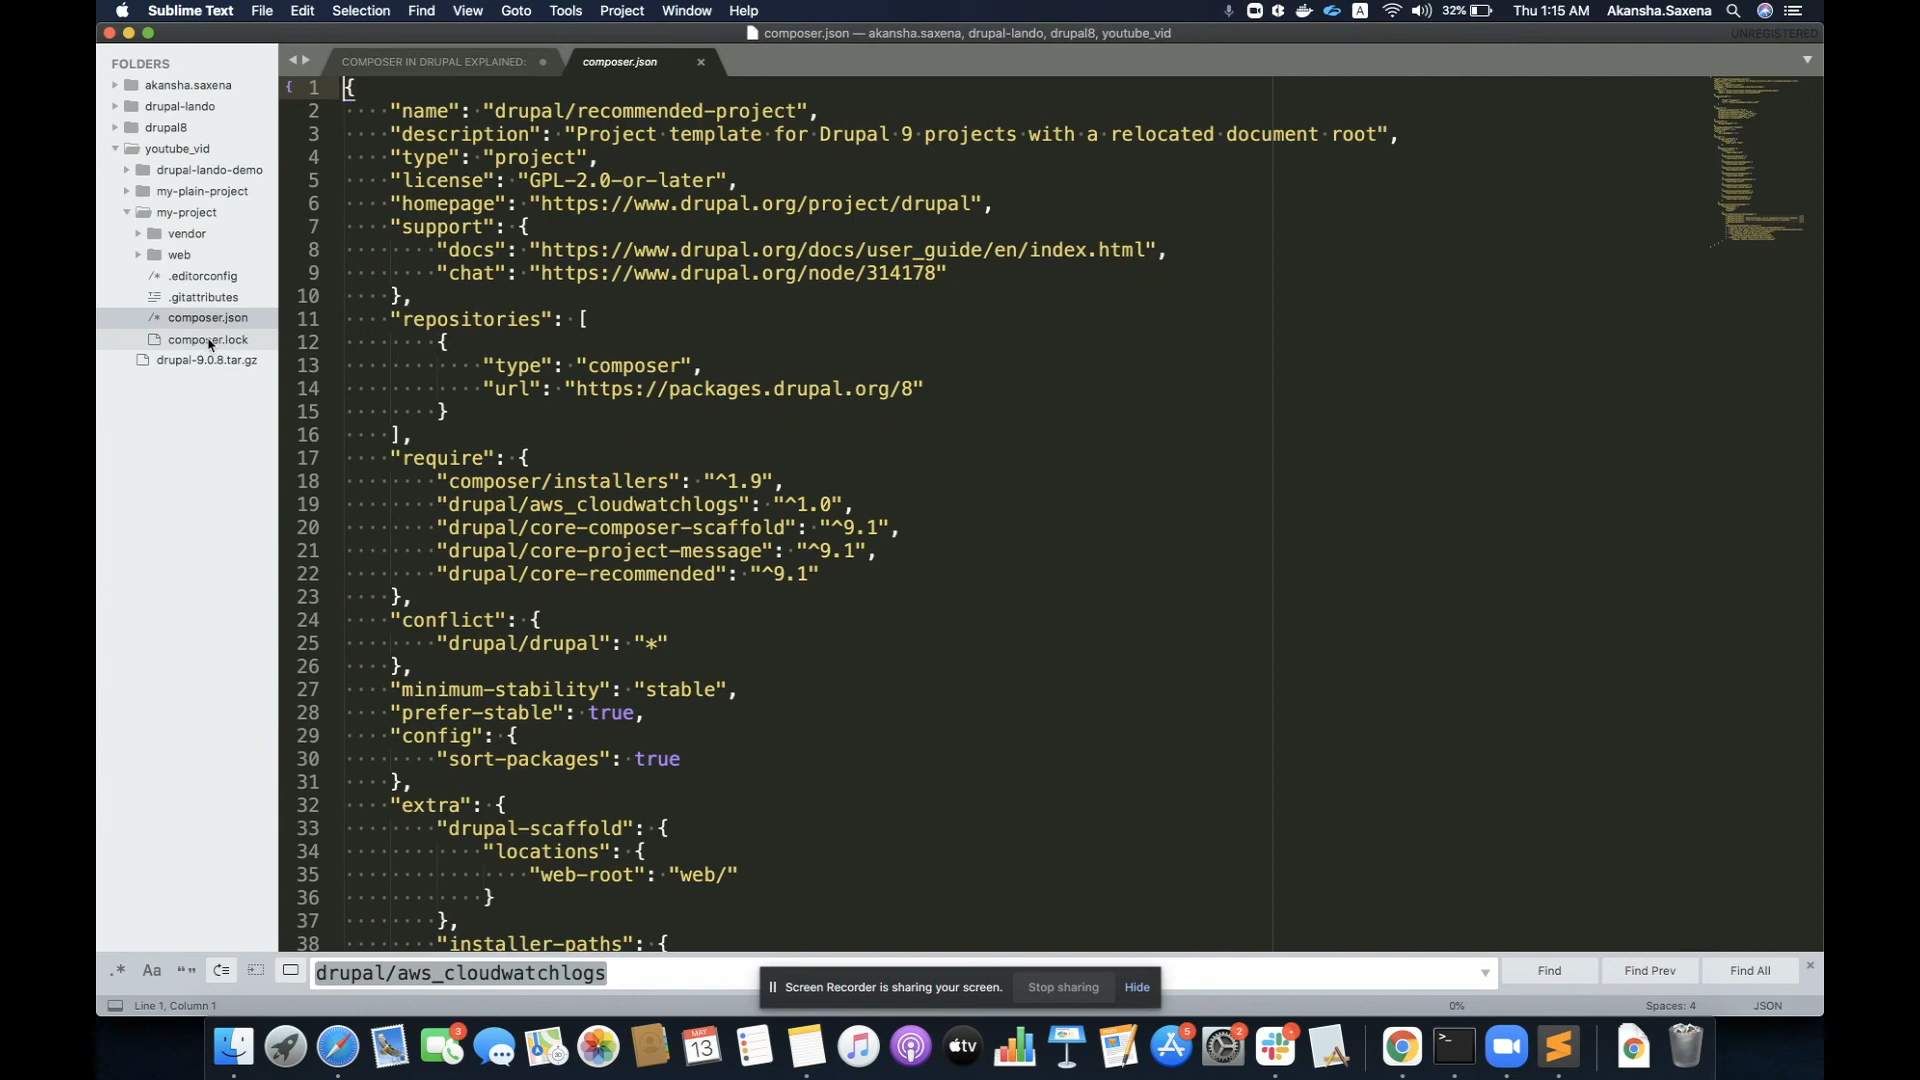 Sublime Text File Edit Selection Find View Goto Tools Project Window Help
A 32% Thu 1:15 AM Akansha.Saxena
composer.json — akansha.saxena, drupal-lando, drupal8, youtube_vid
UNREGISTERED
FOLDERS
akansha.saxena
drupal-lando
drupal8
youtube_vid
drupal-lando-demo
my-plain-project
my-project
vendor
web
/* .editorconfig
.gitattributes
/* composer.json
composer.lock
drupal-9.0.8.tar.gz
COMPOSER IN DRUPAL EXPLAINED:
composer.json
{ 1 {
2 "name": "drupal/recommended-project",
3 "description": "Project template for Drupal 9 projects with a relocated document root",
4 "type": "project",
5 "license": "GPL-2.0-or-later",
6 "homepage": "https://www.drupal.org/project/drupal",
7 "support": {
8 "docs": "https://www.drupal.org/docs/user_guide/en/index.html",
9 "chat": "https://www.drupal.org/node/314178"
10 },
11 "repositories": [
12 {
13 "type": "composer",
14 "url": "https://packages.drupal.org/8"
15 }
16 ],
17 "require": {
18 "composer/installers": "^1.9",
19 "drupal/aws_cloudwatchlogs": "^1.0",
20 "drupal/core-composer-scaffold": "^9.1",
21 "drupal/core-project-message": "^9.1",
22 "drupal/core-recommended": "^9.1"
23 },
24 "conflict": {
25 "drupal/drupal": "*"
26 },
27 "minimum-stability": "stable",
28 "prefer-stable": true,
29 "config": {
30 "sort-packages": true
31 },
32 "extra": {
33 "drupal-scaffold": {
34 "locations": {
35 "web-root": "web/"
36 }
37 },
38 "installer-paths": {
.* Aa “” drupal/aws_cloudwatchlogs Find Find Prev Find All
Screen Recorder is sharing your screen. Stop sharing Hide
Line 1, Column 1 0% Spaces: 4 JSON
3 MAY 13 tv 5 2